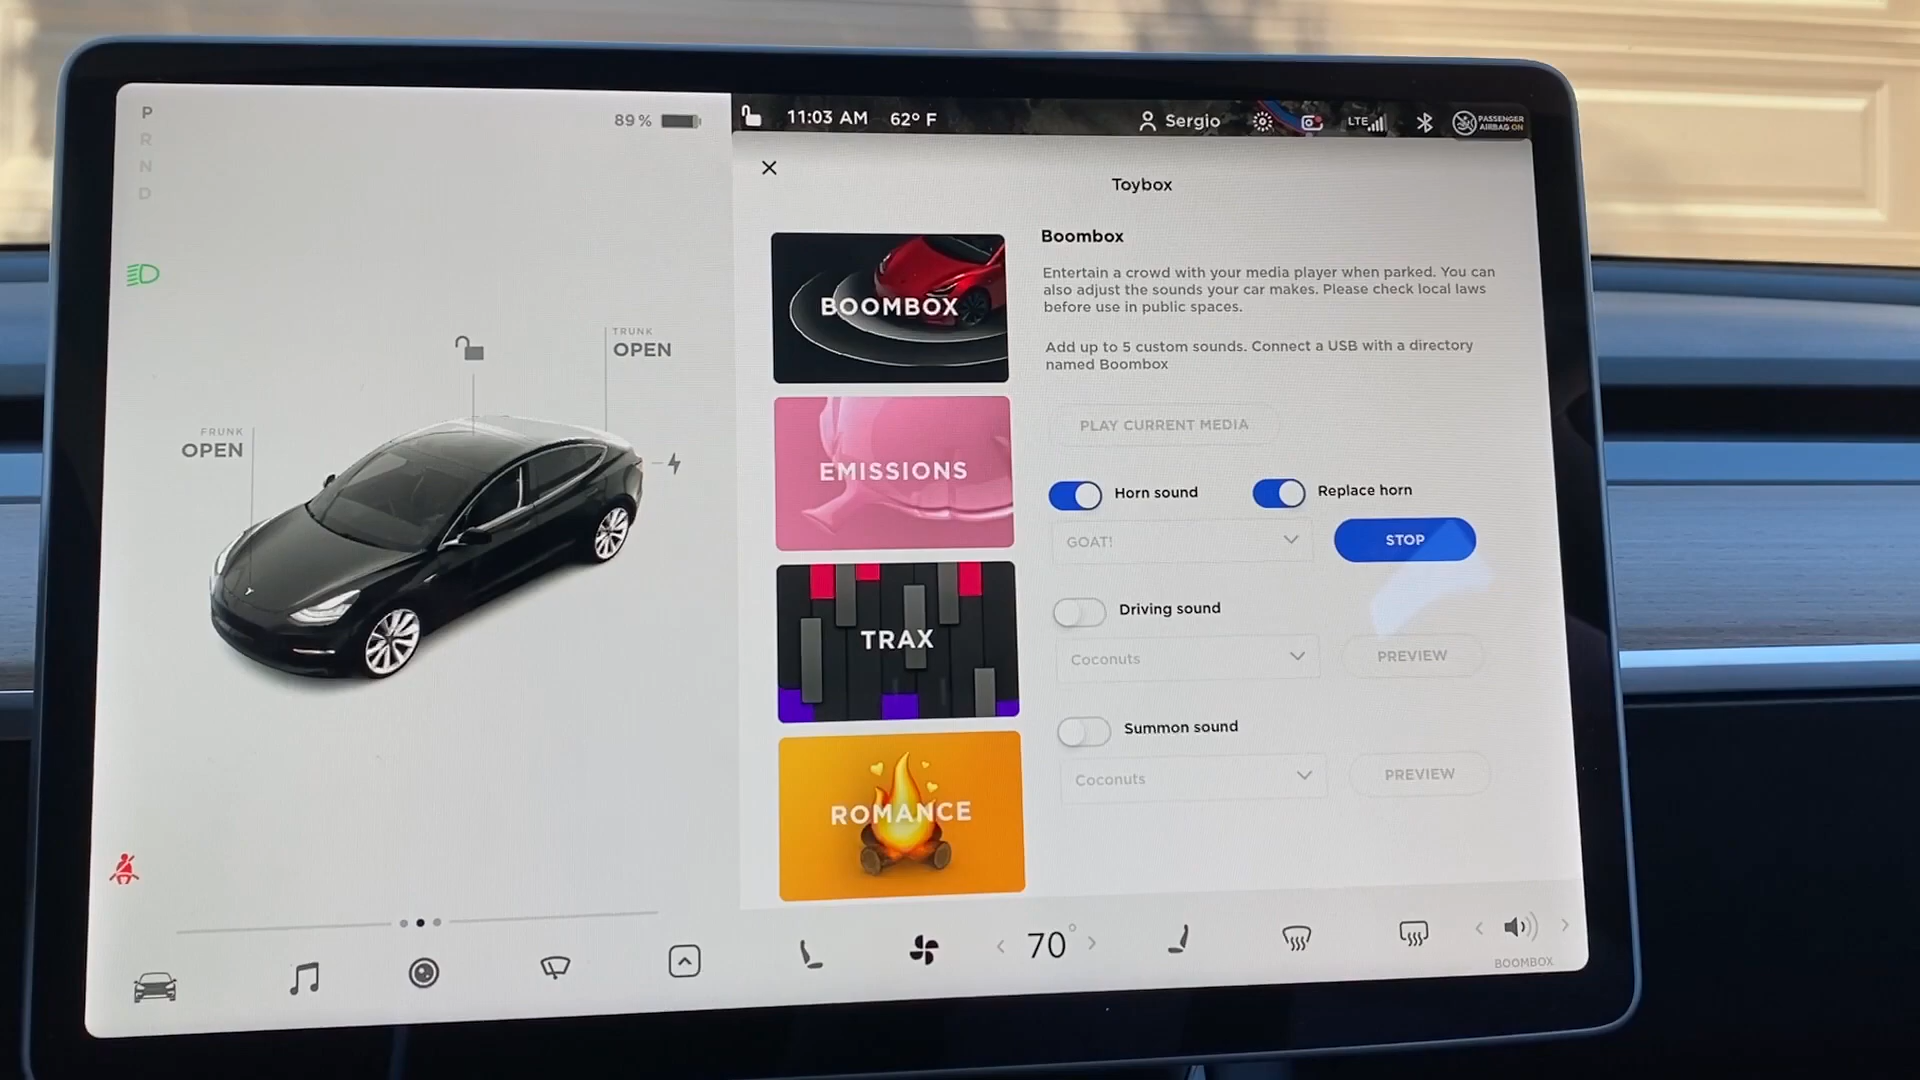 P
R
N
D
89 %
11:03 AM 62° F
Sergio
LTE
PASSENGER
AIRBAG ON
Toybox
TRUNK
OPEN
FRUNK
OPEN
BOOMBOX
EMISSIONS
TRAX
ROMANCE
Boombox
Entertain a crowd with your media player when parked. You can
also adjust the sounds your car makes. Please check local laws
before use in public spaces.
Add up to 5 custom sounds. Connect a USB with a directory
named Boombox
PLAY CURRENT MEDIA
Horn sound Replace horn
GOAT! STOP
Driving sound
Coconuts PREVIEW
Summon sound
Coconuts PREVIEW
70°
BOOMBOX